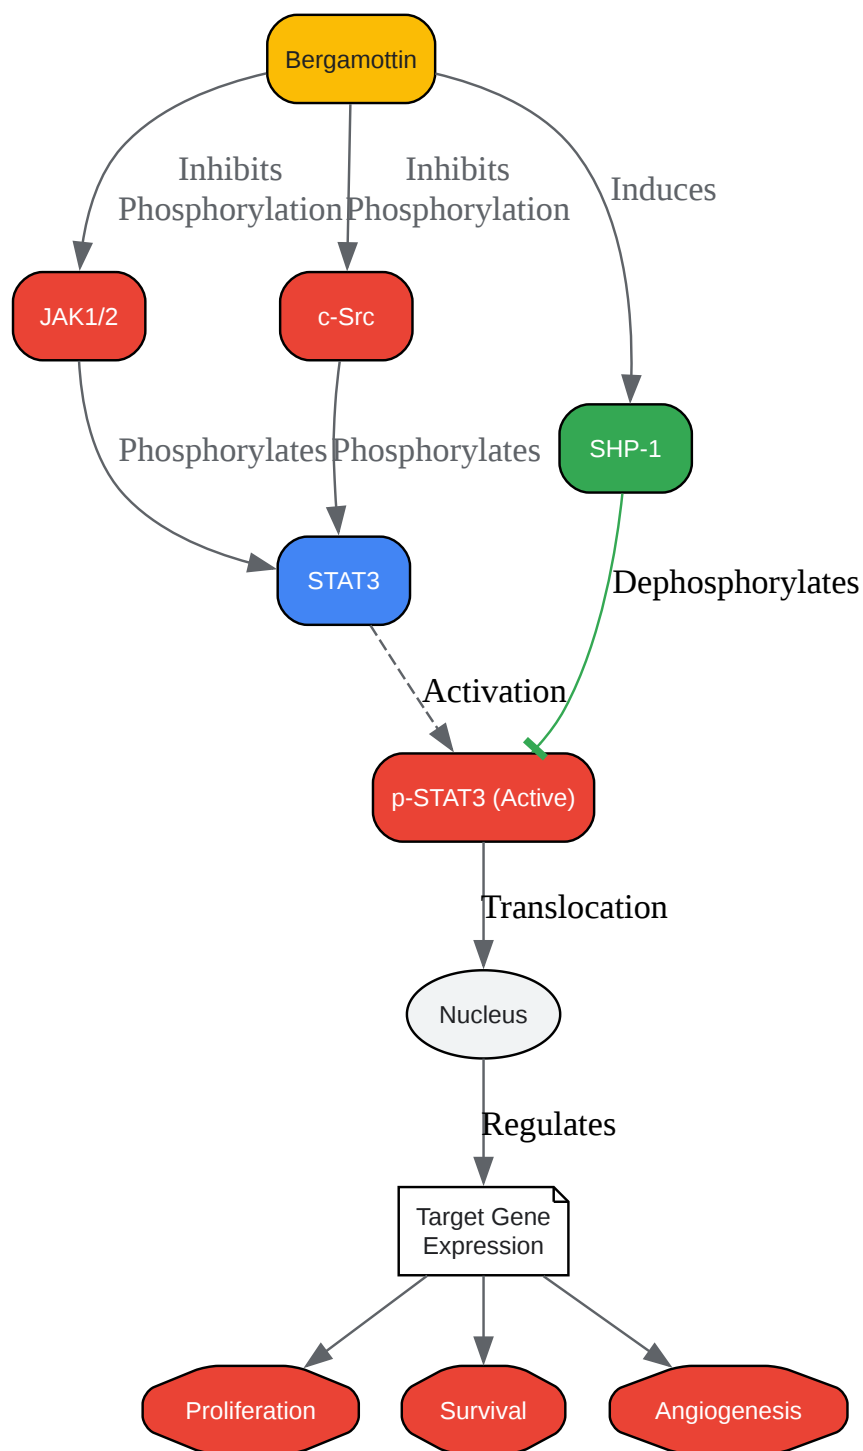 Bergamottin
Inhibits
Phosphorylation
Inhibits
Phosphorylation
Induces
JAK1/2
c-Src
SHP-1
Phosphorylates
Phosphorylates
STAT3
Dephosphorylates
Activation
p-STAT3 (Active)
Translocation
Nucleus
Regulates
Target Gene
Expression
Proliferation
Survival
Angiogenesis